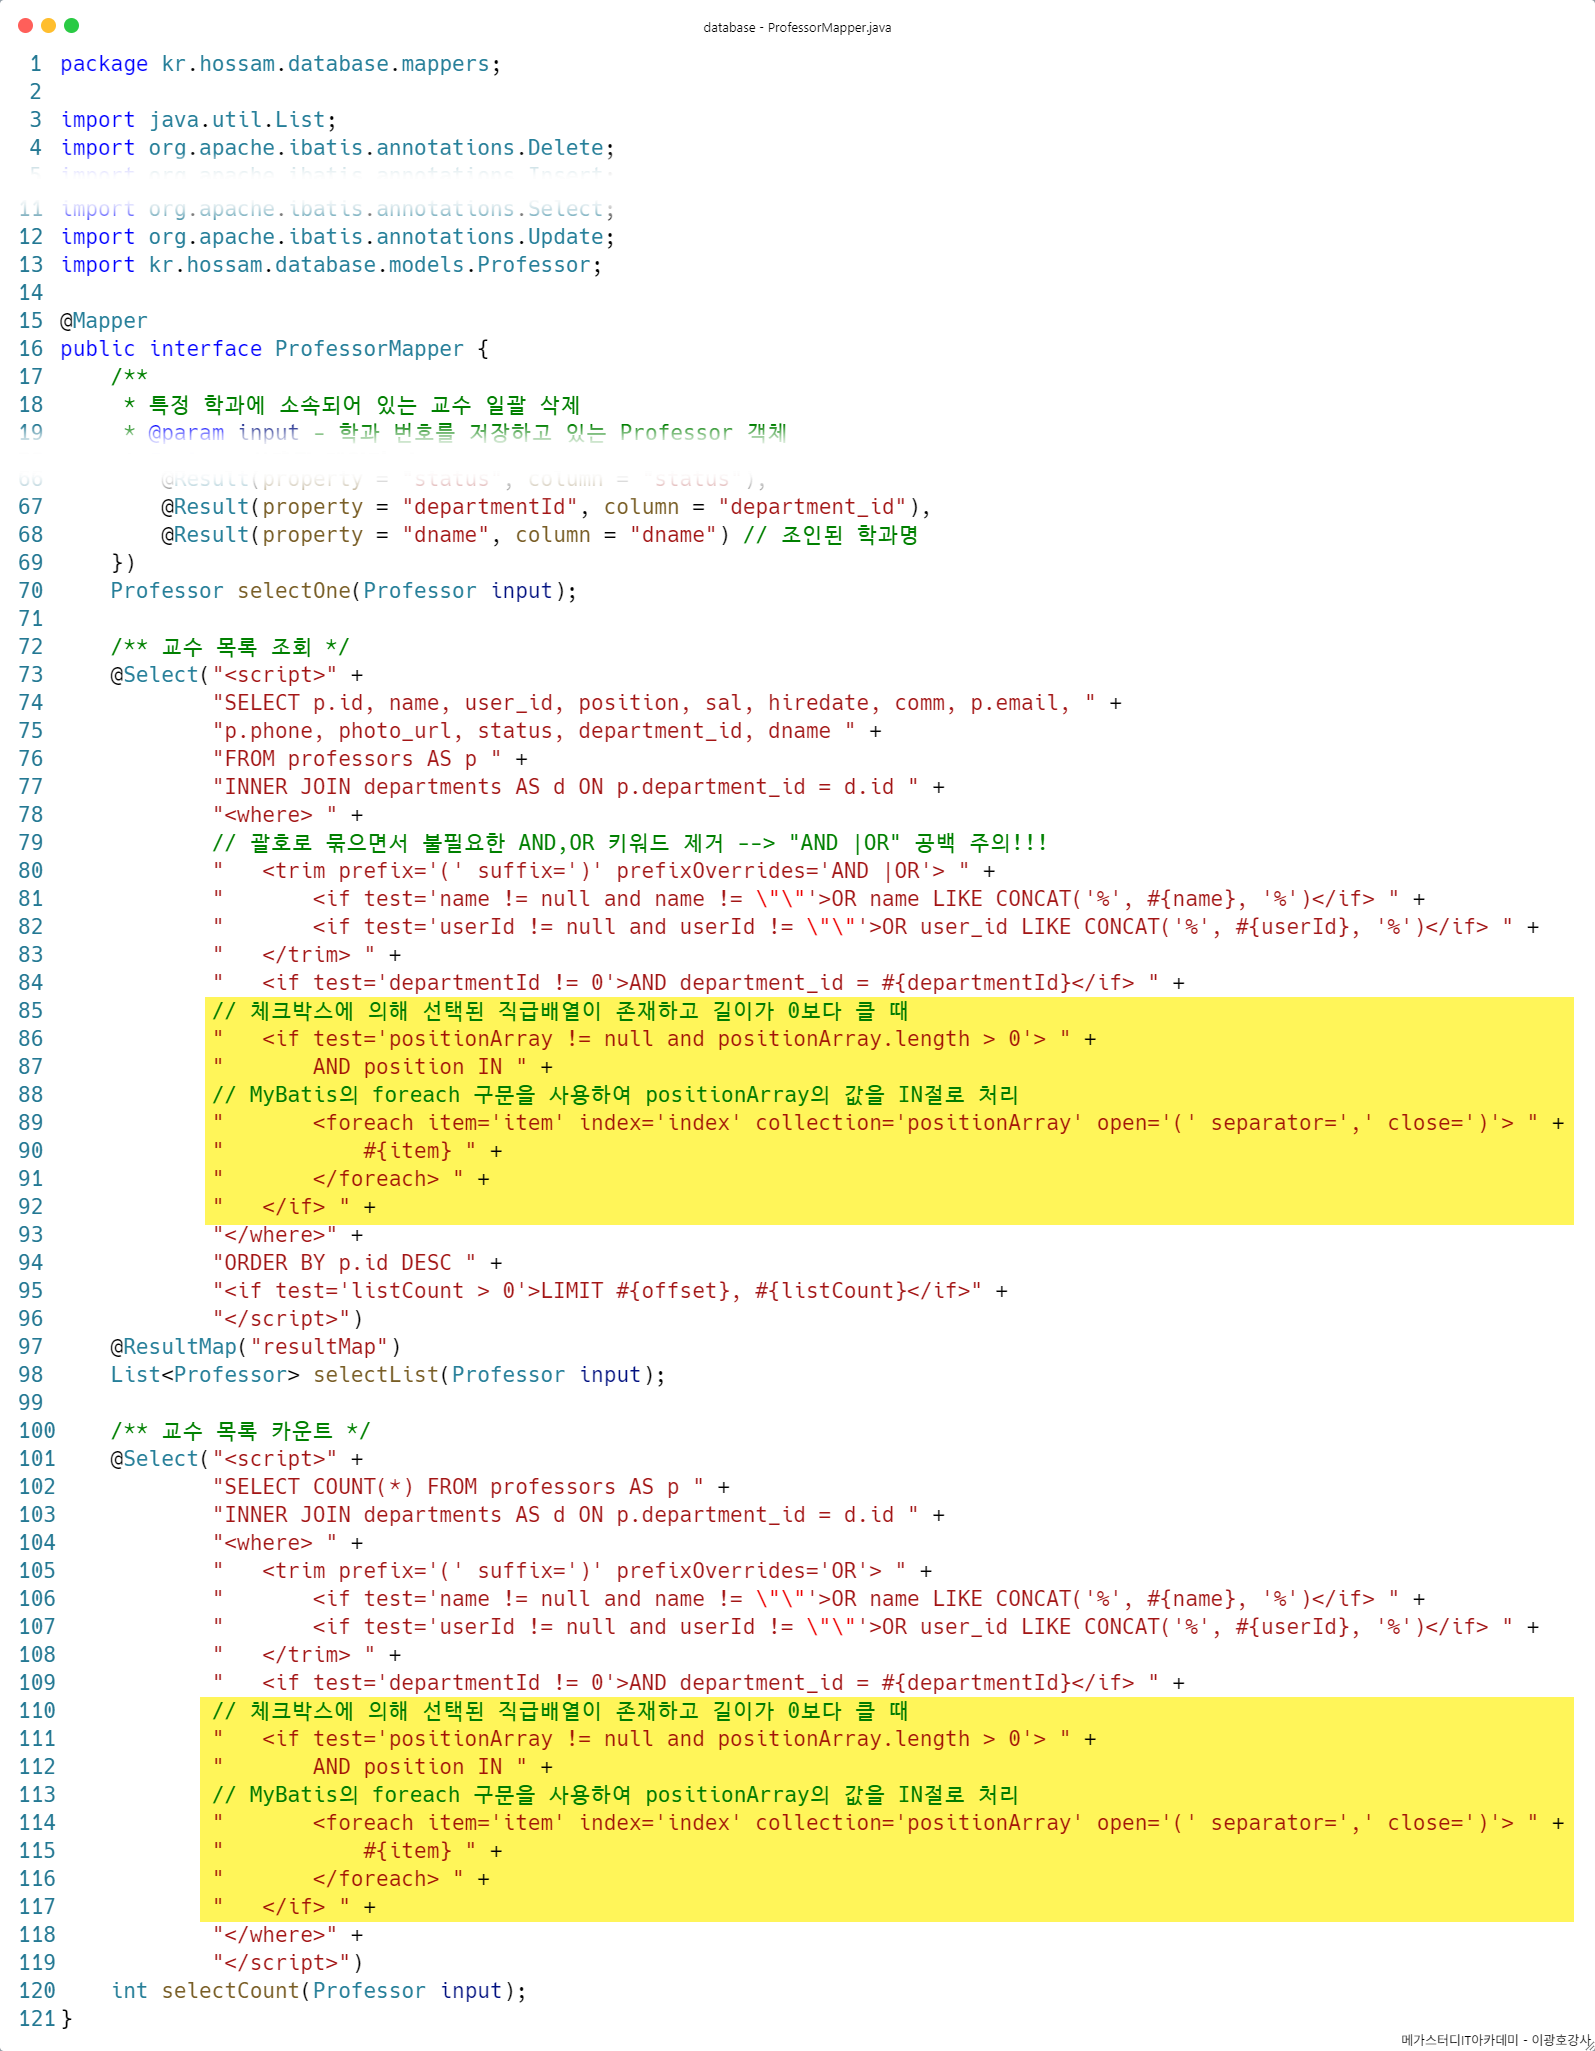 database - ProfessorMapper.java
1 package kr.hossam.database.mappers;
2
3 import java.util.List;
4 import org.apache.ibatis.annotations.Delete;
5 import org.apache.ibatis.annotations.Insert;
11 import org.apache.ibatis.annotations.Select;
12 import org.apache.ibatis.annotations.Update;
13 import kr.hossam.database.models.Professor;
14
15 @Mapper
16 public interface ProfessorMapper {
17     /**
18      * 특정 학과에 소속되어 있는 교수 일괄 삭제
19      * @param input - 학과 번호를 저장하고 있는 Professor 객체
66         @Result(property = "status", column = "status"),
67         @Result(property = "departmentId", column = "department_id"),
68         @Result(property = "dname", column = "dname") // 조인된 학과명
69     })
70     Professor selectOne(Professor input);
71
72     /** 교수 목록 조회 */
73     @Select("<script>" +
74             "SELECT p.id, name, user_id, position, sal, hiredate, comm, p.email, " +
75             "p.phone, photo_url, status, department_id, dname " +
76             "FROM professors AS p " +
77             "INNER JOIN departments AS d ON p.department_id = d.id " +
78             "<where> " +
79             // 괄호로 묶으면서 불필요한 AND,OR 키워드 제거 --> "AND |OR" 공백 주의!!!
80             "   <trim prefix='(' suffix=')' prefixOverrides='AND |OR'> " +
81             "       <if test='name != null and name != \"\"'>OR name LIKE CONCAT('%', #{name}, '%')</if> " +
82             "       <if test='userId != null and userId != \"\"'>OR user_id LIKE CONCAT('%', #{userId}, '%')</if> " +
83             "   </trim> " +
84             "   <if test='departmentId != 0'>AND department_id = #{departmentId}</if> " +
85             // 체크박스에 의해 선택된 직급배열이 존재하고 길이가 0보다 클 때
86             "   <if test='positionArray != null and positionArray.length > 0'> " +
87             "       AND position IN " +
88             // MyBatis의 foreach 구문을 사용하여 positionArray의 값을 IN절로 처리
89             "       <foreach item='item' index='index' collection='positionArray' open='(' separator=',' close=')'> " +
90             "           #{item} " +
91             "       </foreach> " +
92             "   </if> " +
93             "</where>" +
94             "ORDER BY p.id DESC " +
95             "<if test='listCount > 0'>LIMIT #{offset}, #{listCount}</if>" +
96             "</script>")
97     @ResultMap("resultMap")
98     List<Professor> selectList(Professor input);
99
100     /** 교수 목록 카운트 */
101     @Select("<script>" +
102             "SELECT COUNT(*) FROM professors AS p " +
103             "INNER JOIN departments AS d ON p.department_id = d.id " +
104             "<where> " +
105             "   <trim prefix='(' suffix=')' prefixOverrides='OR'> " +
106             "       <if test='name != null and name != \"\"'>OR name LIKE CONCAT('%', #{name}, '%')</if> " +
107             "       <if test='userId != null and userId != \"\"'>OR user_id LIKE CONCAT('%', #{userId}, '%')</if> " +
108             "   </trim> " +
109             "   <if test='departmentId != 0'>AND department_id = #{departmentId}</if> " +
110             // 체크박스에 의해 선택된 직급배열이 존재하고 길이가 0보다 클 때
111             "   <if test='positionArray != null and positionArray.length > 0'> " +
112             "       AND position IN " +
113             // MyBatis의 foreach 구문을 사용하여 positionArray의 값을 IN절로 처리
114             "       <foreach item='item' index='index' collection='positionArray' open='(' separator=',' close=')'> " +
115             "           #{item} " +
116             "       </foreach> " +
117             "   </if> " +
118             "</where>" +
119             "</script>")
120     int selectCount(Professor input);
121 }
메가스터디IT아카데미 - 이광호강사